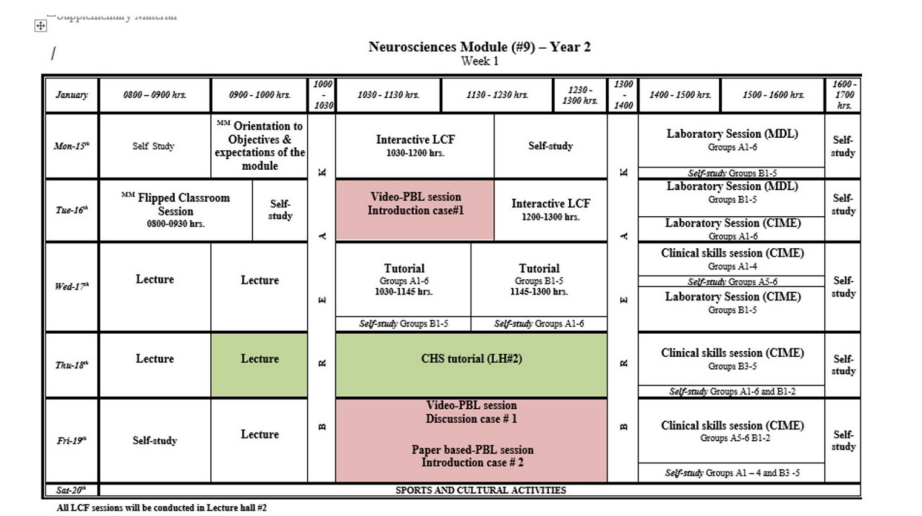 Supplementary Material
/
Neurosciences Module (#9) – Year 2
Week 1
January
0800 – 0900 hrs.
0900 - 1000 hrs.
1000 - 1030
1030 - 1130 hrs.
1130 - 1230 hrs.
1230 - 1300 hrs.
1300 - 1400
1400 - 1500 hrs.
1500 - 1600 hrs.
1600 - 1700 hrs.
Mon-15th
Self Study
MM Orientation to
Objectives &
expectations of the
module
Interactive LCF
1030-1200 hrs.
Self-study
Laboratory Session (MDL)
Groups A1-6
Self-study Groups B1-5
Self-
study
Tue-16th
MM Flipped Classroom
Session
0800-0930 hrs.
Self-
study
Video-PBL session
Introduction case#1
Interactive LCF
1200-1300 hrs.
Laboratory Session (MDL)
Groups B1-5
Laboratory Session (CIME)
Groups A1-6
Self-
study
Wed-17th
Lecture
Lecture
Tutorial
Groups A1-6
1030-1145 hrs.
Self-study Groups B1-5
Tutorial
Groups B1-5
1145-1300 hrs.
Self-study Groups A1-6
Clinical skills session (CIME)
Groups A1-4
Self-study Groups A5-6
Laboratory Session (CIME)
Groups B1-5
Self-
study
Thu-18th
Lecture
Lecture
CHS tutorial (LH#2)
Clinical skills session (CIME)
Groups B3-5
Self-study Groups A1-6 and B1-2
Self-
study
Fri-19th
Self-study
Lecture
Video-PBL session
Discussion case # 1
Paper based-PBL session
Introduction case # 2
Clinical skills session (CIME)
Groups A5-6 B1-2
Self-study Groups A1 – 4 and B3 -5
Self-
study
B R E A K
B R E A K
Sat-20th
SPORTS AND CULTURAL ACTIVITIES
All LCF sessions will be conducted in Lecture hall #2